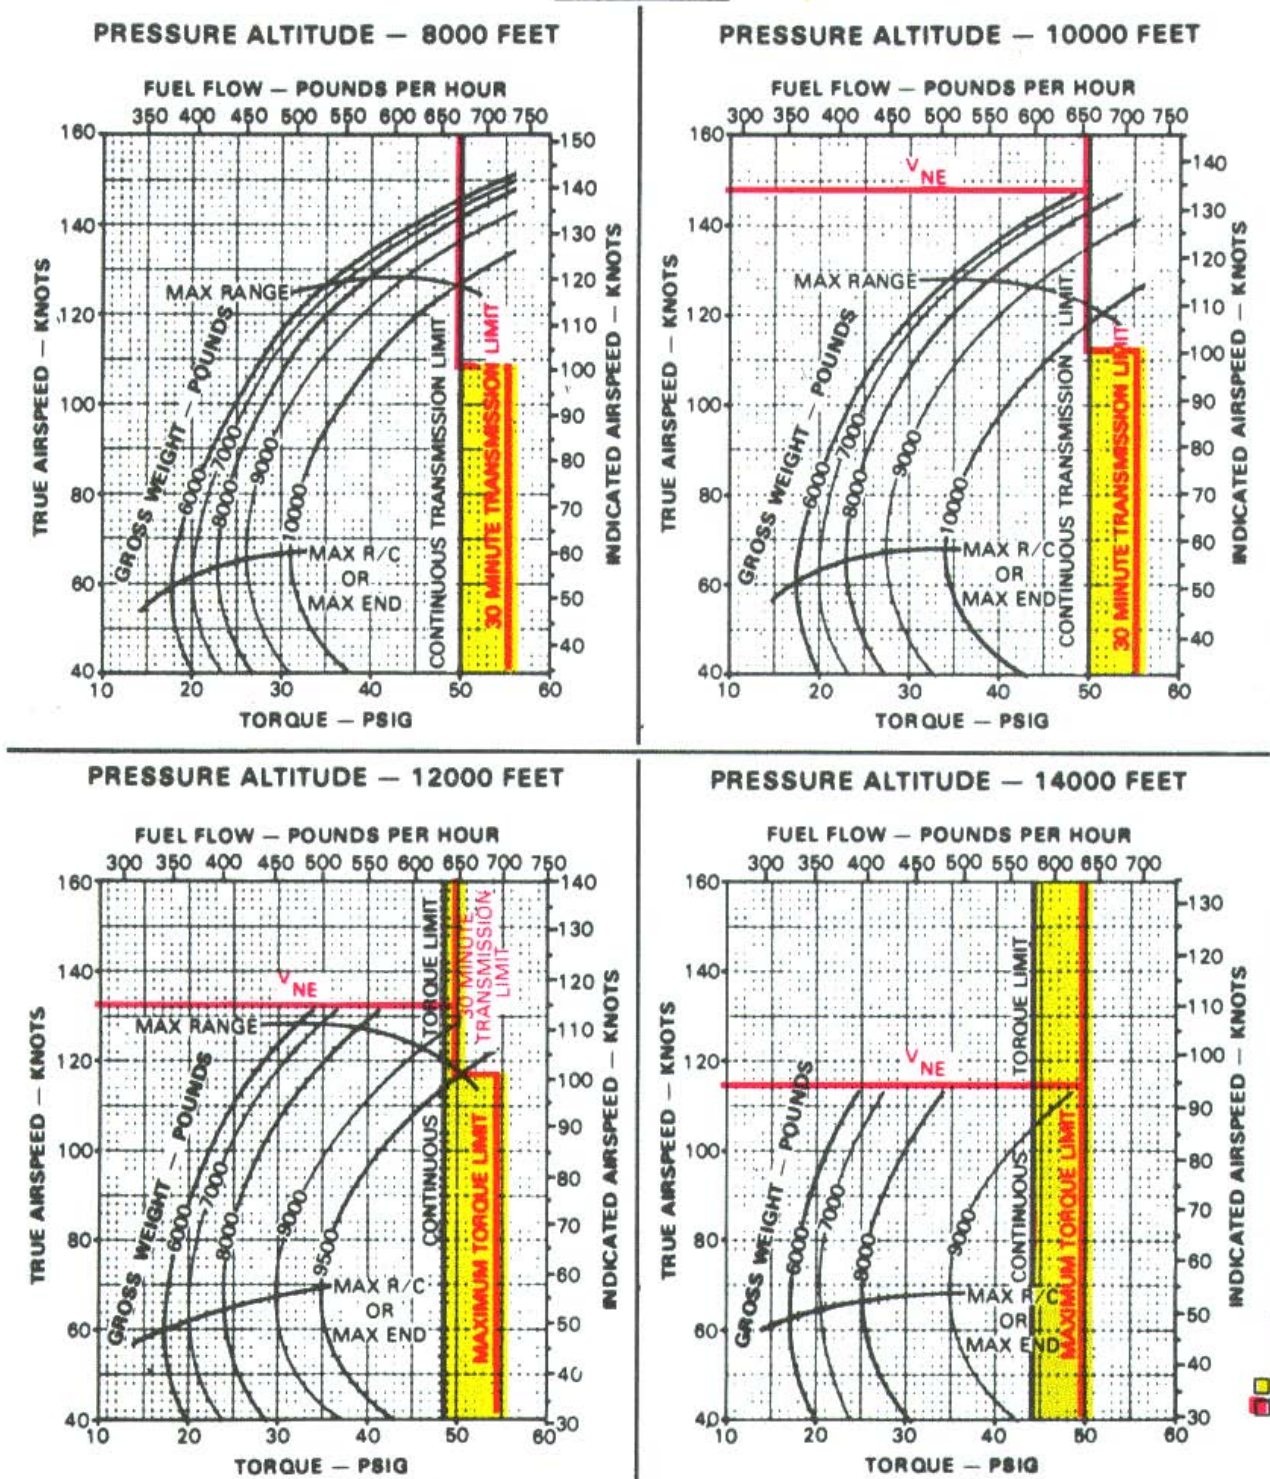 PRESSURE ALTITUDE — 8000 FEET
FUEL FLOW — POUNDS PER HOUR
350 400 450 500 550 600 650 700 750
160 140 120 100 80 60 40
TRUE AIRSPEED — KNOTS
150 140 130 120 110 100 90 80 70 60 50 40
INDICATED AIRSPEED — KNOTS
MAX RANGE
GROSS WEIGHT — POUNDS
6000 7000 8000 9000 10000
CONTINUOUS TRANSMISSION LIMIT
30 MINUTE TRANSMISSION LIMIT
MAX R/C
OR
MAX END
10 20 30 40 50 60
TORQUE — PSIG
PRESSURE ALTITUDE — 10000 FEET
FUEL FLOW — POUNDS PER HOUR
300 350 400 450 500 550 600 650 700 750
160 140 120 100 80 60 40
TRUE AIRSPEED — KNOTS
140 130 120 110 100 90 80 70 60 50 40
INDICATED AIRSPEED — KNOTS
VNE
MAX RANGE
GROSS WEIGHT — POUNDS
6000 7000 8000 9000 10000
CONTINUOUS TRANSMISSION LIMIT
30 MINUTE TRANSMISSION LIMIT
MAX R/C
OR
MAX END
10 20 30 40 50 60
TORQUE — PSIG
PRESSURE ALTITUDE — 12000 FEET
FUEL FLOW — POUNDS PER HOUR
300 350 400 450 500 550 600 650 700 750
160 140 120 100 80 60 40
TRUE AIRSPEED — KNOTS
140 130 120 110 100 90 80 70 60 50 40 30
INDICATED AIRSPEED — KNOTS
VNE
MAX RANGE
GROSS WEIGHT — POUNDS
6000 7000 8000 9000 9500
CONTINUOUS TORQUE LIMIT
30 MINUTE
TRANSMISSION
LIMIT
MAXIMUM TORQUE LIMIT
MAX R/C
OR
MAX END
10 20 30 40 50 60
TORQUE — PSIG
PRESSURE ALTITUDE — 14000 FEET
FUEL FLOW — POUNDS PER HOUR
300 350 400 450 500 550 600 650 700
160 140 120 100 80 60 40
TRUE AIRSPEED — KNOTS
130 120 110 100 90 80 70 60 50 40 30
INDICATED AIRSPEED — KNOTS
VNE
GROSS WEIGHT — POUNDS
6000 7000 8000 9000
CONTINUOUS TORQUE LIMIT
MAXIMUM TORQUE LIMIT
MAX R/C
OR
MAX END
10 20 30 40 50 60
TORQUE — PSIG